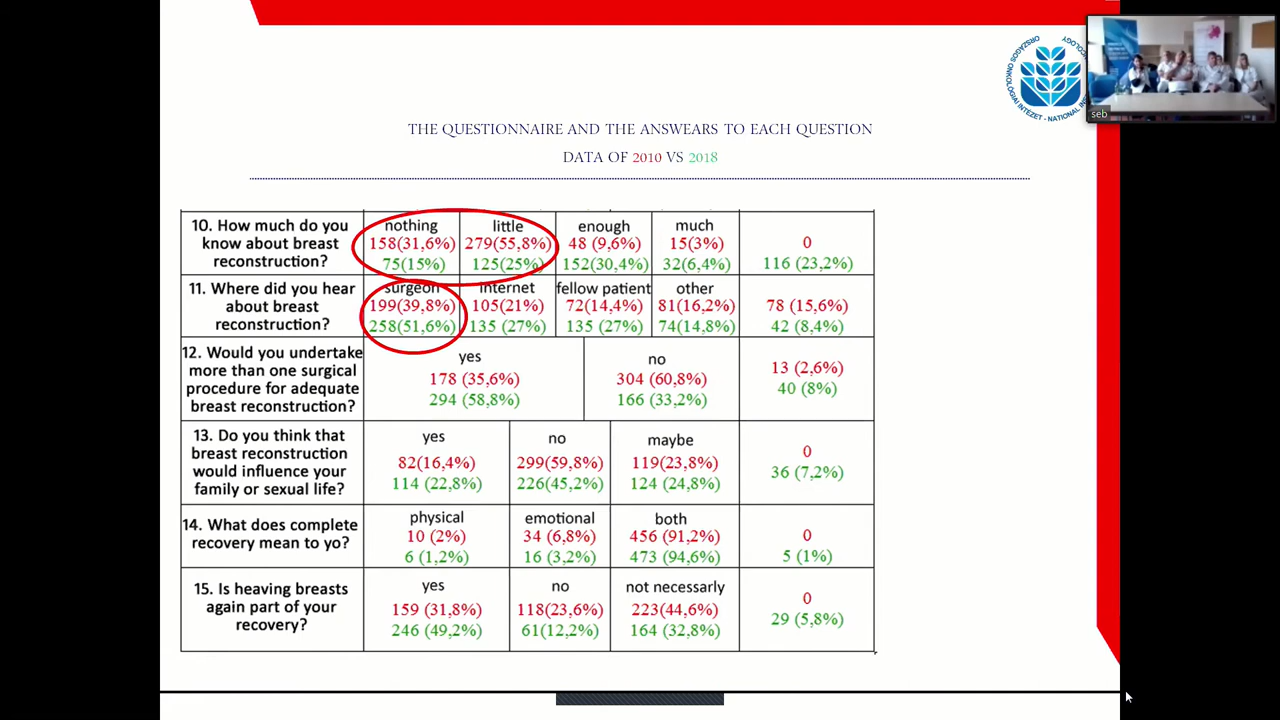 ORSZÁGOS ONKOLÓGIAI INTÉZET - NATIONAL
seb
THE QUESTIONNAIRE AND THE ANSWEARS TO EACH QUESTION
DATA OF 2010 VS 2018
10. How much do you know about breast reconstruction?
nothing 158(31,6%) 75(15%)
little 279(55,8%) 125(25%)
enough 48 (9,6%) 152(30,4%)
much 15(3%) 32(6,4%)
0 116 (23,2%)
11. Where did you hear about breast reconstruction?
surgeon 199(39,8%) 258(51,6%)
internet 105(21%) 135 (27%)
fellow patient 72(14,4%) 135 (27%)
other 81(16,2%) 74(14,8%)
78 (15,6%) 42 (8,4%)
12. Would you undertake more than one surgical procedure for adequate breast reconstruction?
yes 178 (35,6%) 294 (58,8%)
no 304 (60,8%) 166 (33,2%)
13 (2,6%) 40 (8%)
13. Do you think that breast reconstruction would influence your family or sexual life?
yes 82(16,4%) 114 (22,8%)
no 299(59,8%) 226(45,2%)
maybe 119(23,8%) 124 (24,8%)
0 36 (7,2%)
14. What does complete recovery mean to yo?
physical 10 (2%) 6 (1,2%)
emotional 34 (6,8%) 16 (3,2%)
both 456 (91,2%) 473 (94,6%)
0 5 (1%)
15. Is heaving breasts again part of your recovery?
yes 159 (31,8%) 246 (49,2%)
no 118(23,6%) 61(12,2%)
not necessarly 223(44,6%) 164 (32,8%)
0 29 (5,8%)